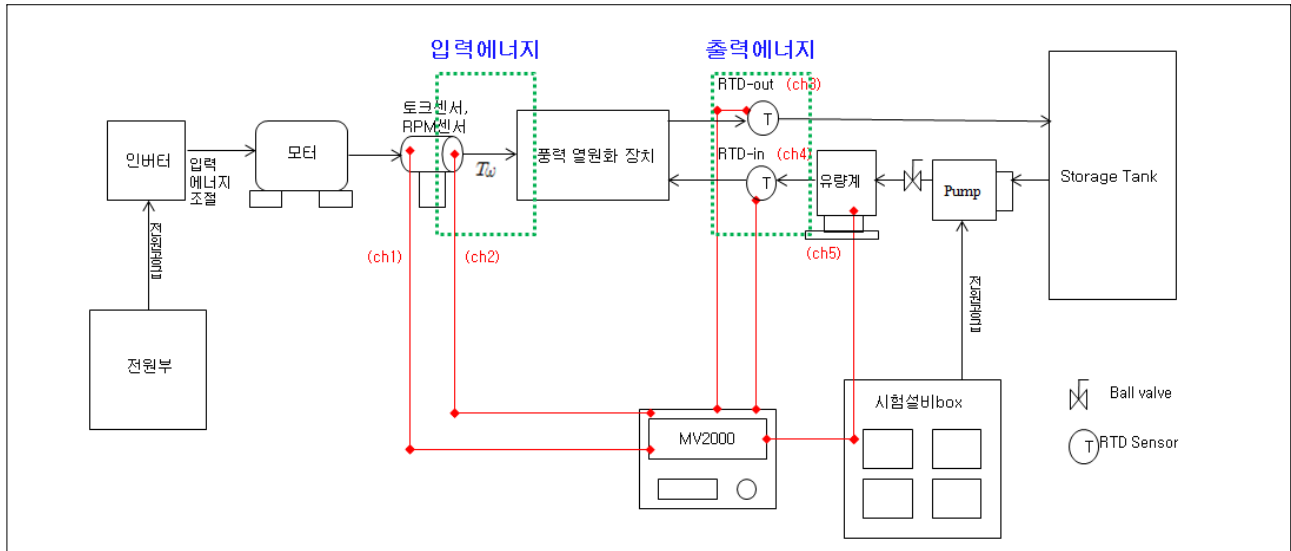 입력에너지
출력에너지
RTD-out (ch3)
T
토크센서,
RPM센서
인버터
입력
에너지
조절
모터
Tω
풍력 열원화 장치
RTD-in (ch4)
T
유량계
Pump
Storage Tank
(ch1)
(ch2)
(ch5)
전원공급
전원공급
전원부
MV2000
시험설비box
Ball valve
T
RTD Sensor